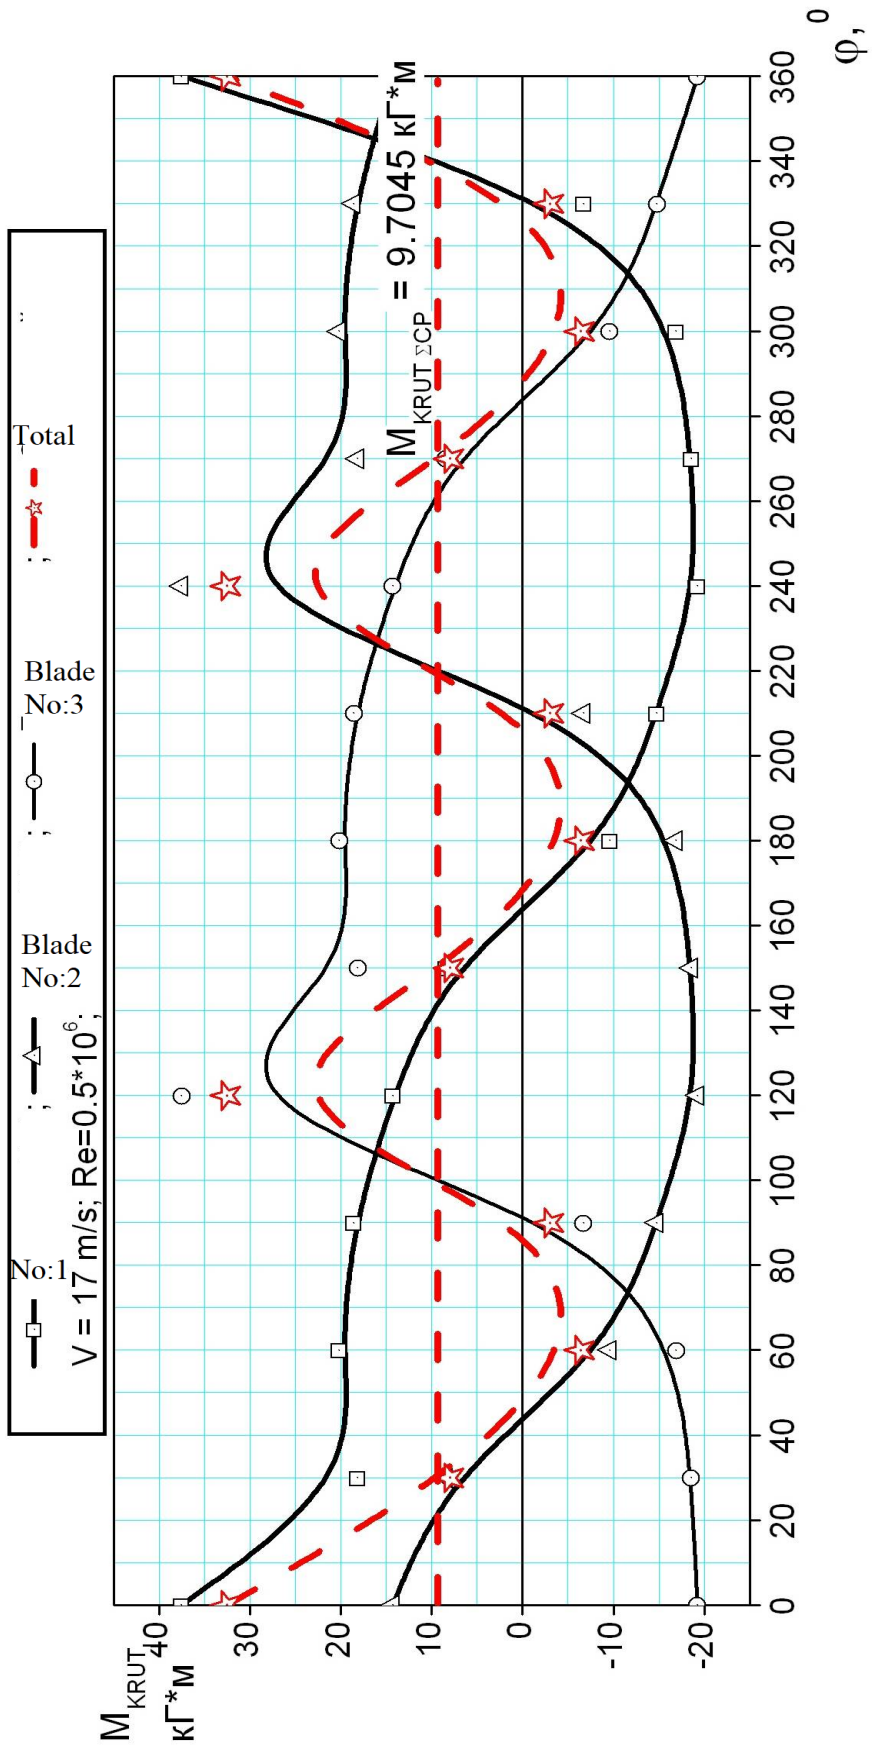 No:1
;
Blade
No:2
;
Blade
No:3
;
Total
V = 17 m/s; Re=0.5*10⁶;
M KRUT
кГ*м
40
30
20
10
0
-10
-20
M KRUT ΣCP = 9.7045 кГ*м
0 20 40 60 80 100 120 140 160 180 200 220 240 260 280 300 320 340 360
φ, ⁰